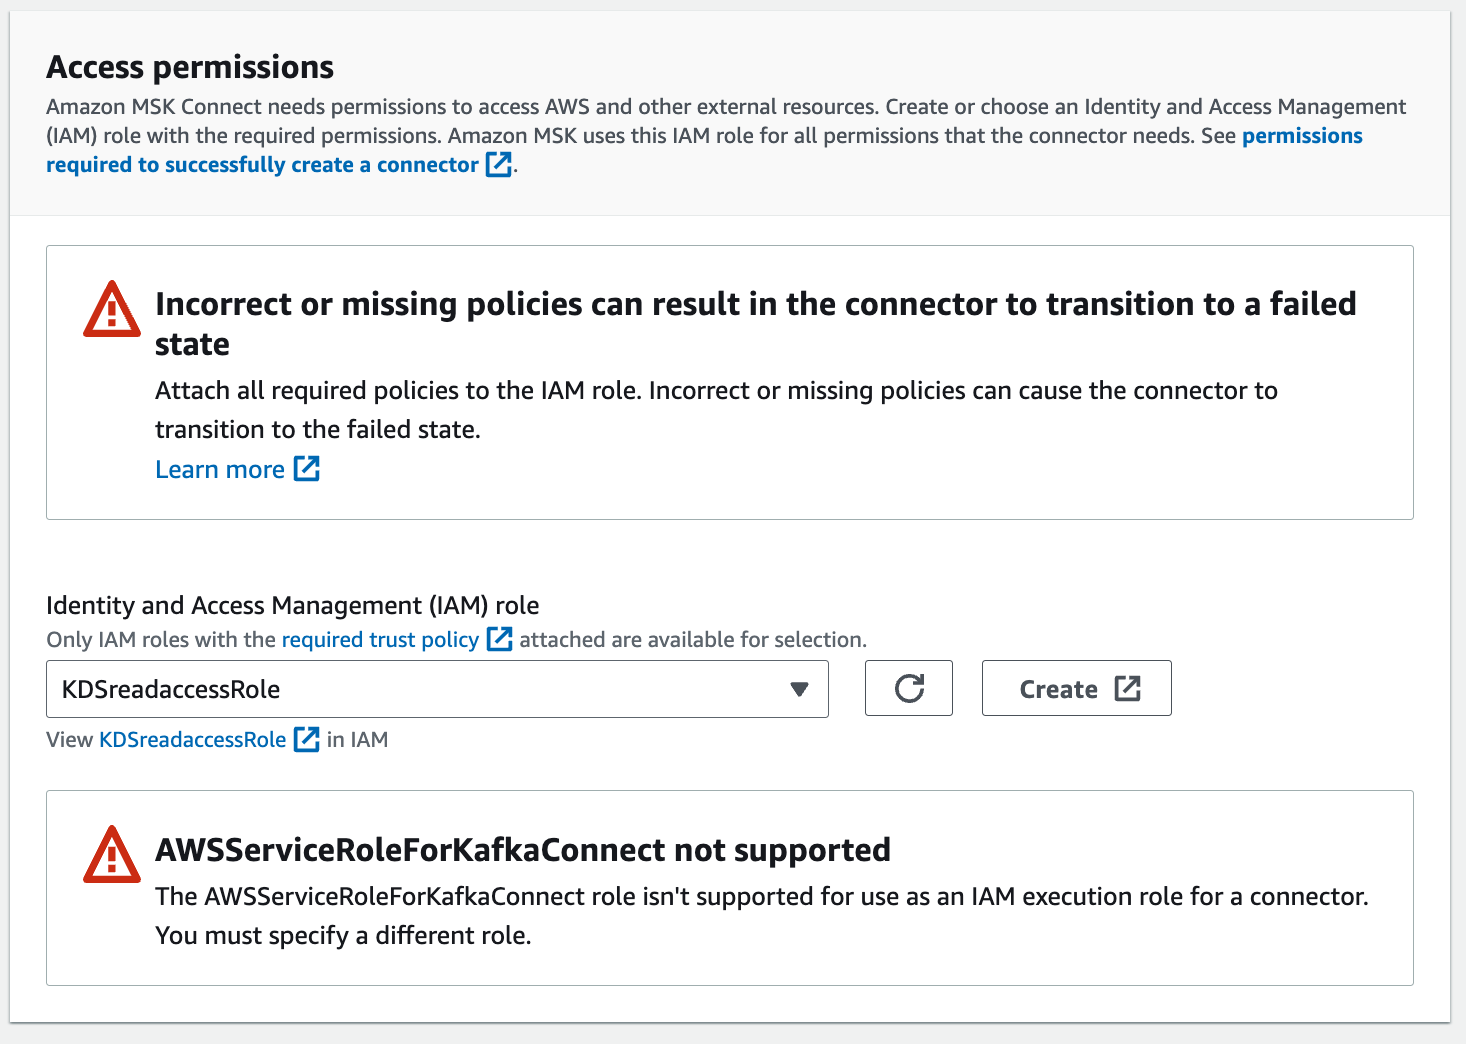 Access permissions
Amazon MSK Connect needs permissions to access AWS and other external resources. Create or choose an Identity and Access Management
(IAM) role with the required permissions. Amazon MSK uses this IAM role for all permissions that the connector needs. See permissions
required to successfully create a connector.
Incorrect or missing policies can result in the connector to transition to a failed
state
Attach all required policies to the IAM role. Incorrect or missing policies can cause the connector to
transition to the failed state.
Learn more
Identity and Access Management (IAM) role
Only IAM roles with the required trust policy attached are available for selection.
KDSreadaccessRole
Create
View KDSreadaccessRole in IAM
AWSServiceRoleForKafkaConnect not supported
The AWSServiceRoleForKafkaConnect role isn't supported for use as an IAM execution role for a connector.
You must specify a different role.